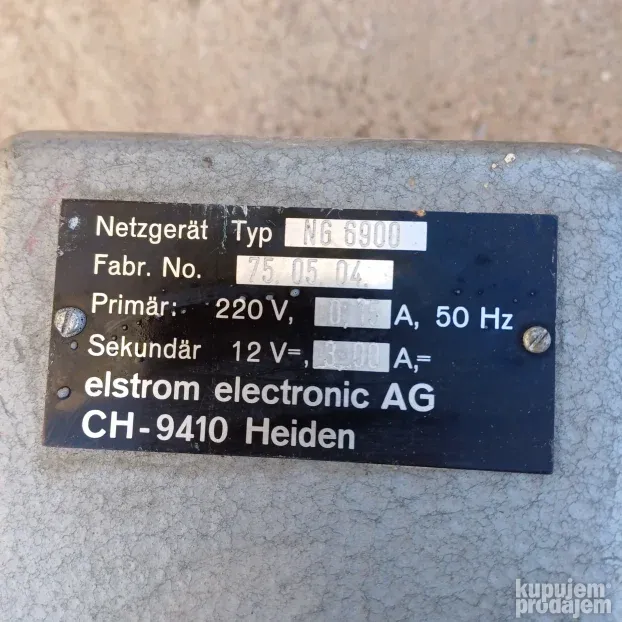 Netzgerät Typ NG 6900
Fabr. No. 75.05.04.
Primär: 220 V, A, 50 Hz
Sekundär 12 V=, A,=
elstrom electronic AG
CH-9410 Heiden
kupujem
prodajem